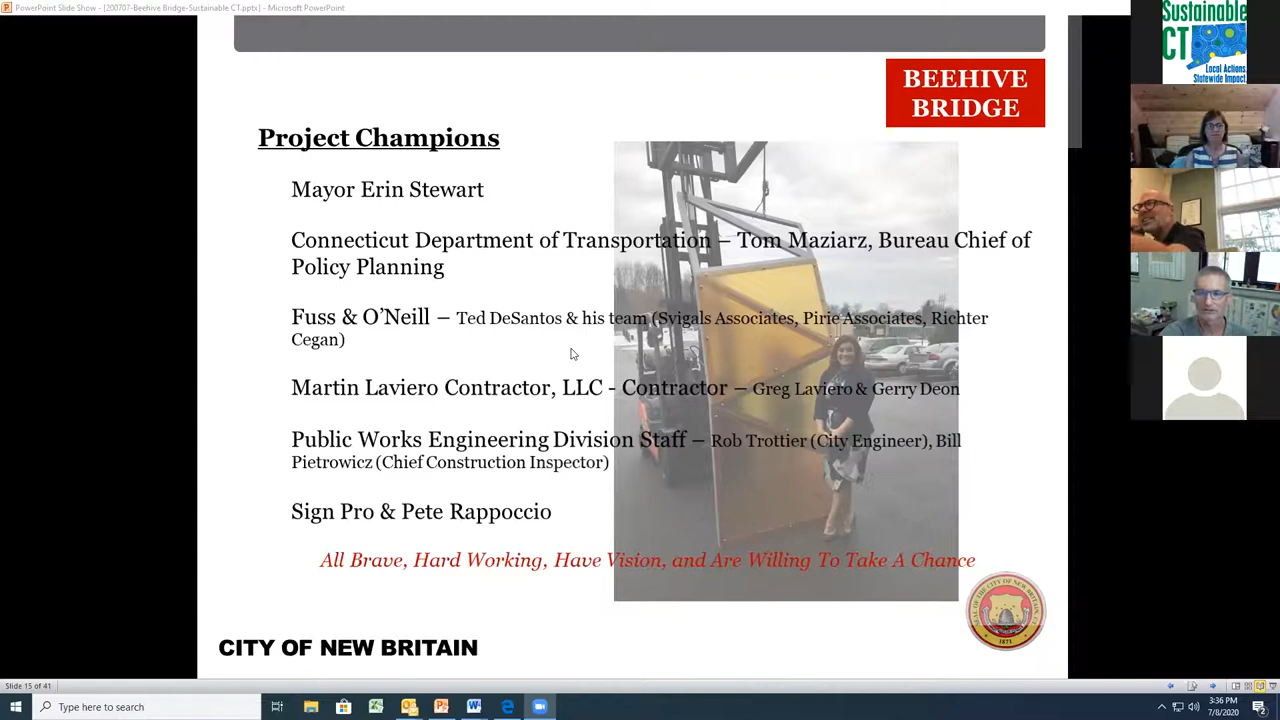 PowerPoint Slide Show - [200707-Beehive Bridge-Sustainable CT.pptx] - Microsoft PowerPoint
Sustainable
CT
Local Actions,
Statewide Impact.
BEEHIVE
BRIDGE
Project Champions
Mayor Erin Stewart
Connecticut Department of Transportation – Tom Maziarz, Bureau Chief of
Policy Planning
Fuss & O’Neill – Ted DeSantos & his team (Svigals Associates, Pirie Associates, Richter
Cegan)
Martin Laviero Contractor, LLC - Contractor – Greg Laviero & Gerry Deon
Public Works Engineering Division Staff – Rob Trottier (City Engineer), Bill
Pietrowicz (Chief Construction Inspector)
Sign Pro & Pete Rappoccio
All Brave, Hard Working, Have Vision, and Are Willing To Take A Chance
CITY OF NEW BRITAIN
1871
Slide 15 of 41
Type here to search
3:36 PM
7/8/2020
2